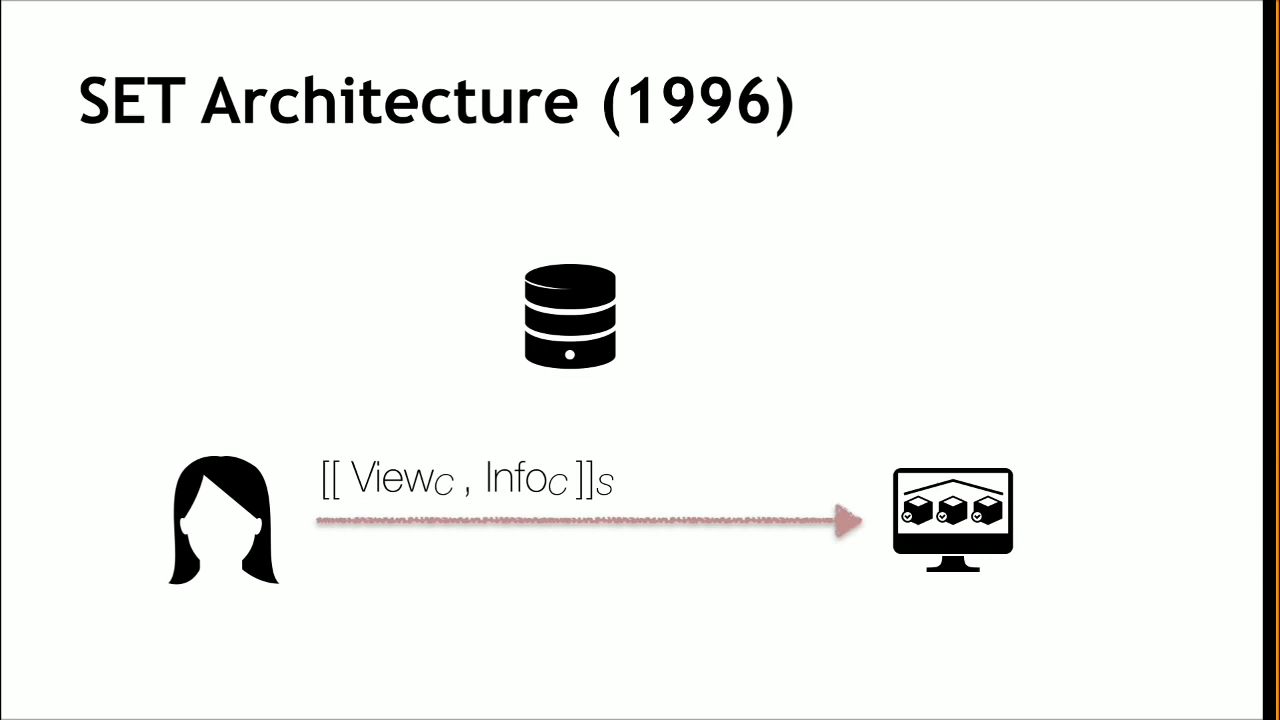 SET Architecture (1996)
[[ ViewC , InfoC ]]S